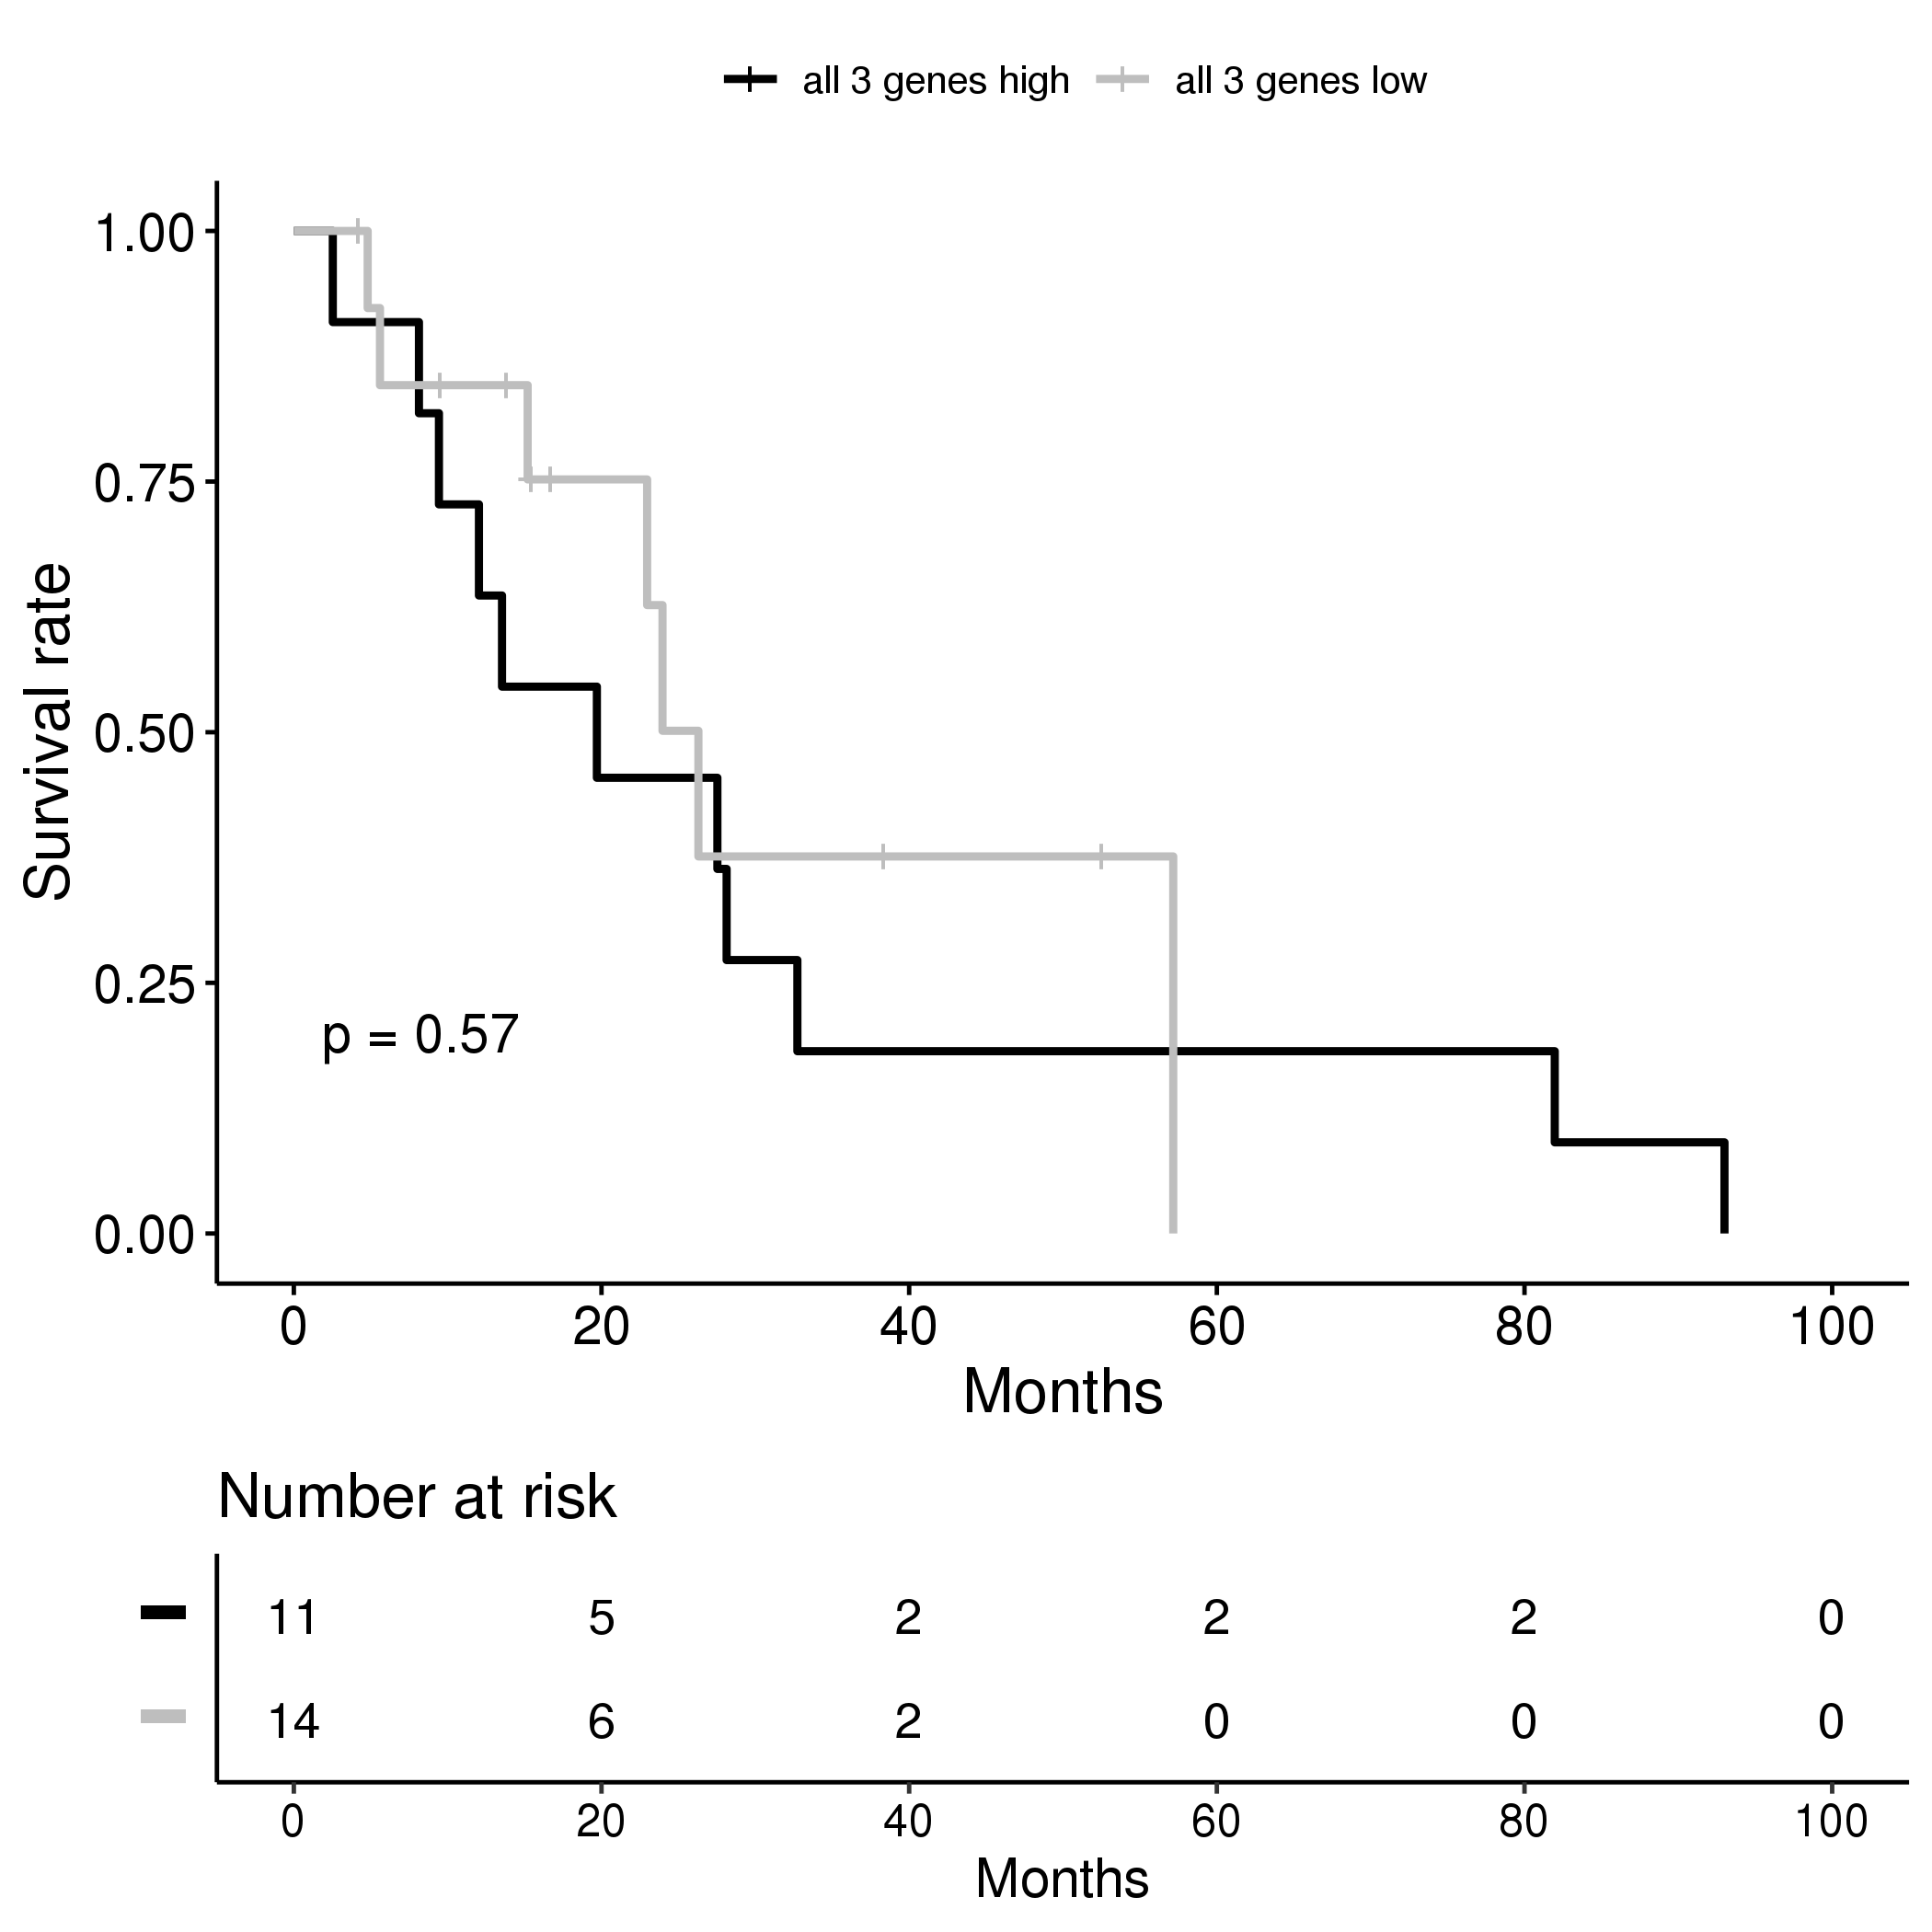 all 3 genes high all 3 genes low
Survival rate
1.00
0.75
0.50
0.25
0.00
p = 0.57
0 20 40 60 80 100
Months
Number at risk
11 5 2 2 2 0
14 6 2 0 0 0
0 20 40 60 80 100
Months